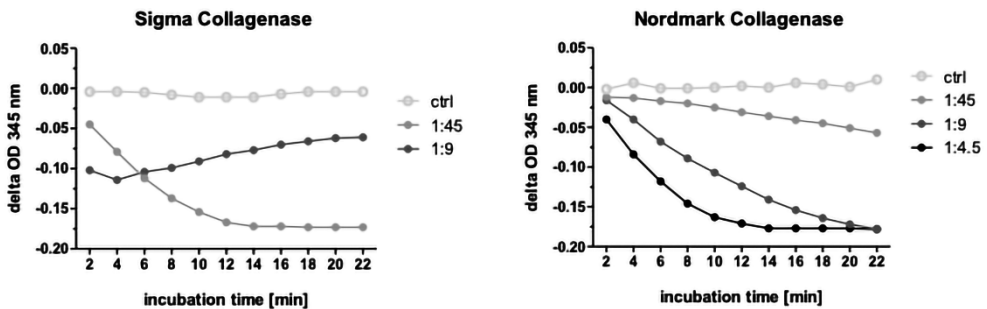 Sigma Collagenase
0.05
0.00
-0.05
-0.10
-0.15
-0.20
delta OD 345 nm
2 4 6 8 10 12 14 16 18 20 22
incubation time [min]
ctrl
1:45
1:9
Nordmark Collagenase
0.05
0.00
-0.05
-0.10
-0.15
-0.20
delta OD 345 nm
2 4 6 8 10 12 14 16 18 20 22
incubation time [min]
ctrl
1:45
1:9
1:4.5